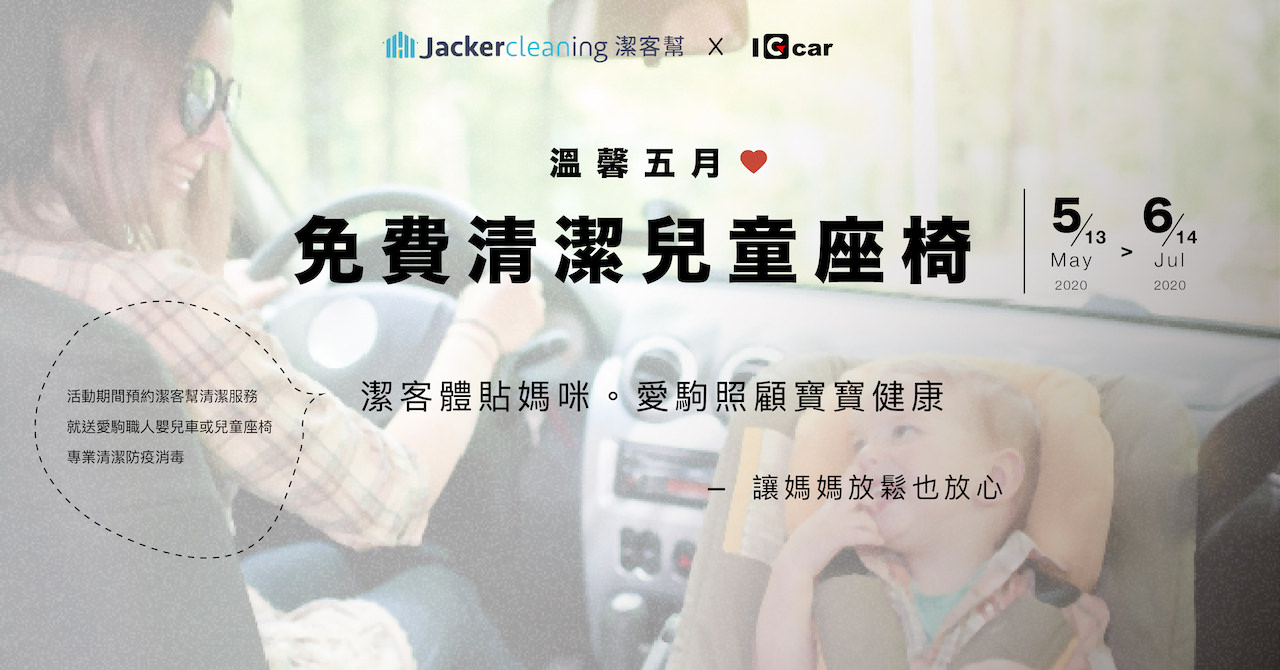 Jackercleaning 潔客幫 X IGcar
溫馨五月
免費清潔兒童座椅
5/13 > 6/14
May Jul
2020 2020
潔客體貼媽咪。愛駒照顧寶寶健康
— 讓媽媽放鬆也放心
活動期間預約潔客幫清潔服務
就送愛駒職人嬰兒車或兒童座椅
專業清潔防疫消毒